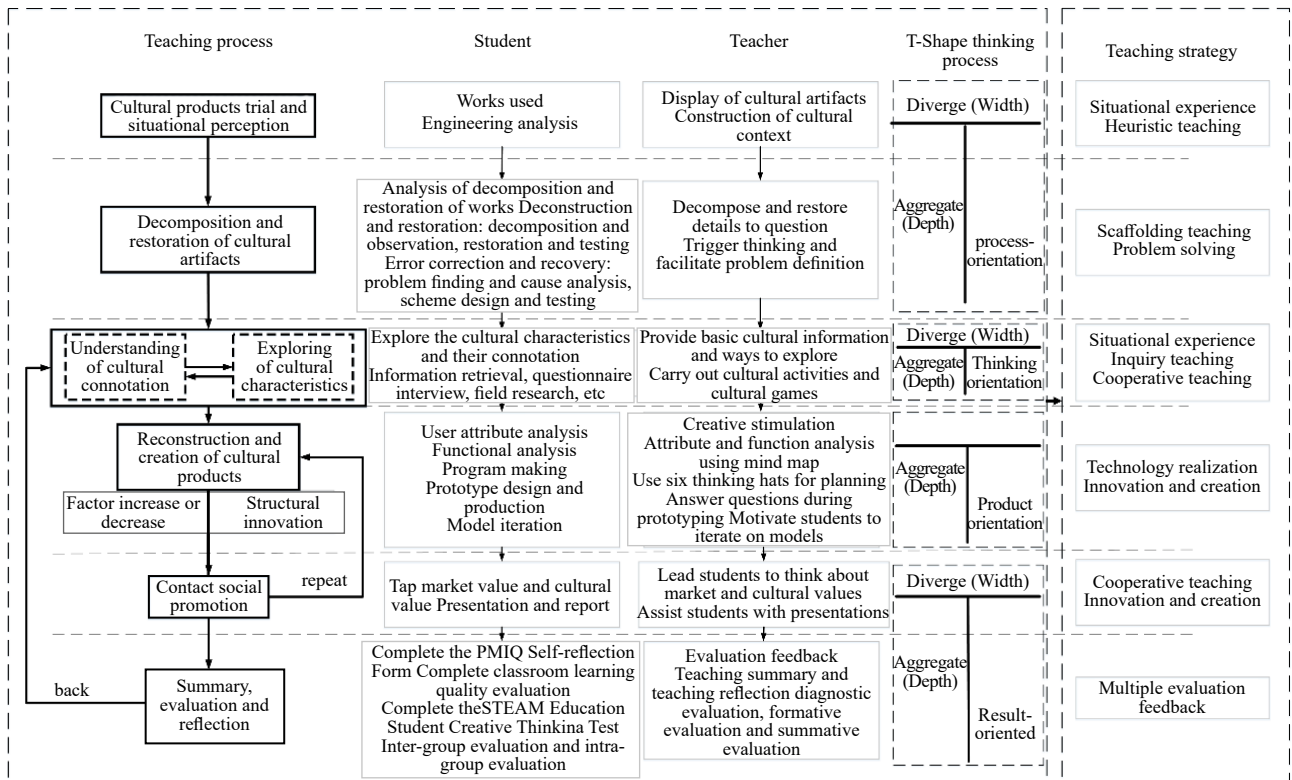 Teaching process
Student
Teacher
T-Shape thinking
process
Teaching strategy
Cultural products trial and
situational perception
Works used
Engineering analysis
Display of cultural artifacts
Construction of cultural
context
Diverge (Width)
Aggregate
(Depth)
process-
orientation
Situational experience
Heuristic teaching
Decomposition and
restoration of cultural
artifacts
Analysis of decomposition and
restoration of works Deconstruction
and restoration: decomposition and
observation, restoration and testing
Error correction and recovery:
problem finding and cause analysis,
scheme design and testing
Decompose and restore
details to question
Trigger thinking and
facilitate problem definition
Scaffolding teaching
Problem solving
Understanding
of cultural
connotation
Exploring
of cultural
characteristics
Explore the cultural characteristics
and their connotation
Information retrieval, questionnaire
interview, field research, etc
Provide basic cultural information
and ways to explore
Carry out cultural activities and
cultural games
Diverge (Width)
Aggregate
(Depth)
Thinking
orientation
Situational experience
Inquiry teaching
Cooperative teaching
Reconstruction and
creation of cultural
products
Factor increase or
decrease
Structural
innovation
User attribute analysis
Functional analysis
Program making
Prototype design and
production
Model iteration
Creative stimulation
Attribute and function analysis
using mind map
Use six thinking hats for planning
Answer questions during
prototyping Motivate students to
iterate on models
Aggregate
(Depth)
Product
orientation
Technology realization
Innovation and creation
Contact social
promotion
repeat
Tap market value and cultural
value Presentation and report
Lead students to think about
market and cultural values
Assist students with presentations
Diverge (Width)
Aggregate
(Depth)
Result-
oriented
Cooperative teaching
Innovation and creation
back
Summary,
evaluation and
reflection
Complete the PMIQ Self-reflection
Form Complete classroom learning
quality evaluation
Complete theSTEAM Education
Student Creative Thinkina Test
Inter-group evaluation and intra-
group evaluation
Evaluation feedback
Teaching summary and
teaching reflection diagnostic
evaluation, formative
evaluation and summative
evaluation
Multiple evaluation
feedback